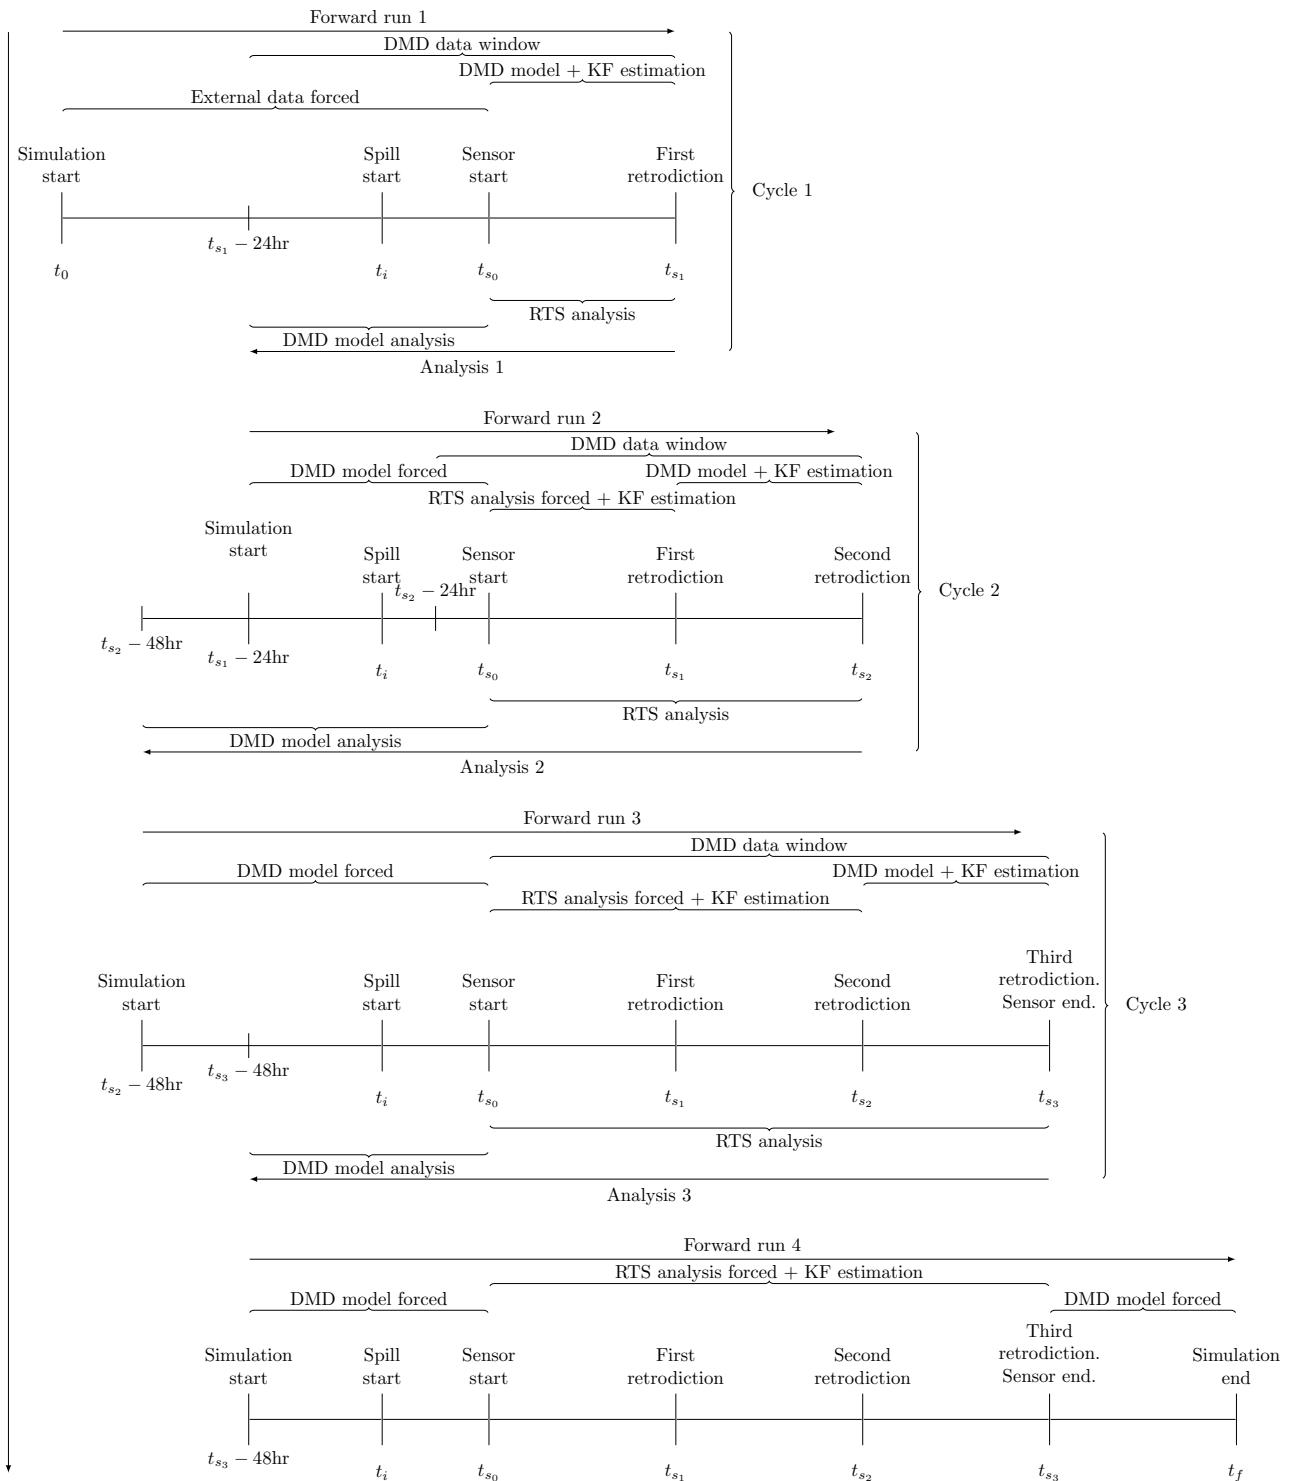 Forward run 1
DMD data window
DMD model + KF estimation
External data forced
Simulation
start
Spill
start
Sensor
start
First
retrodiction
Cycle 1
t_{s_1} − 24hr
t_0
t_i
t_{s_0}
t_{s_1}
RTS analysis
DMD model analysis
Analysis 1
Forward run 2
DMD data window
DMD model forced
DMD model + KF estimation
RTS analysis forced + KF estimation
Simulation
start
Spill
start
Sensor
start
First
retrodiction
Second
retrodiction
t_{s_2} − 24hr
Cycle 2
t_{s_2} − 48hr
t_{s_1} − 24hr
t_i
t_{s_0}
t_{s_1}
t_{s_2}
RTS analysis
DMD model analysis
Analysis 2
Forward run 3
DMD data window
DMD model forced
DMD model + KF estimation
RTS analysis forced + KF estimation
Simulation
start
Spill
start
Sensor
start
First
retrodiction
Second
retrodiction
Third
retrodiction.
Sensor end.
Cycle 3
t_{s_2} − 48hr
t_{s_3} − 48hr
t_i
t_{s_0}
t_{s_1}
t_{s_2}
t_{s_3}
RTS analysis
DMD model analysis
Analysis 3
Forward run 4
RTS analysis forced + KF estimation
DMD model forced
DMD model forced
Simulation
start
Spill
start
Sensor
start
First
retrodiction
Second
retrodiction
Third
retrodiction.
Sensor end.
Simulation
end
t_{s_3} − 48hr
t_i
t_{s_0}
t_{s_1}
t_{s_2}
t_{s_3}
t_f